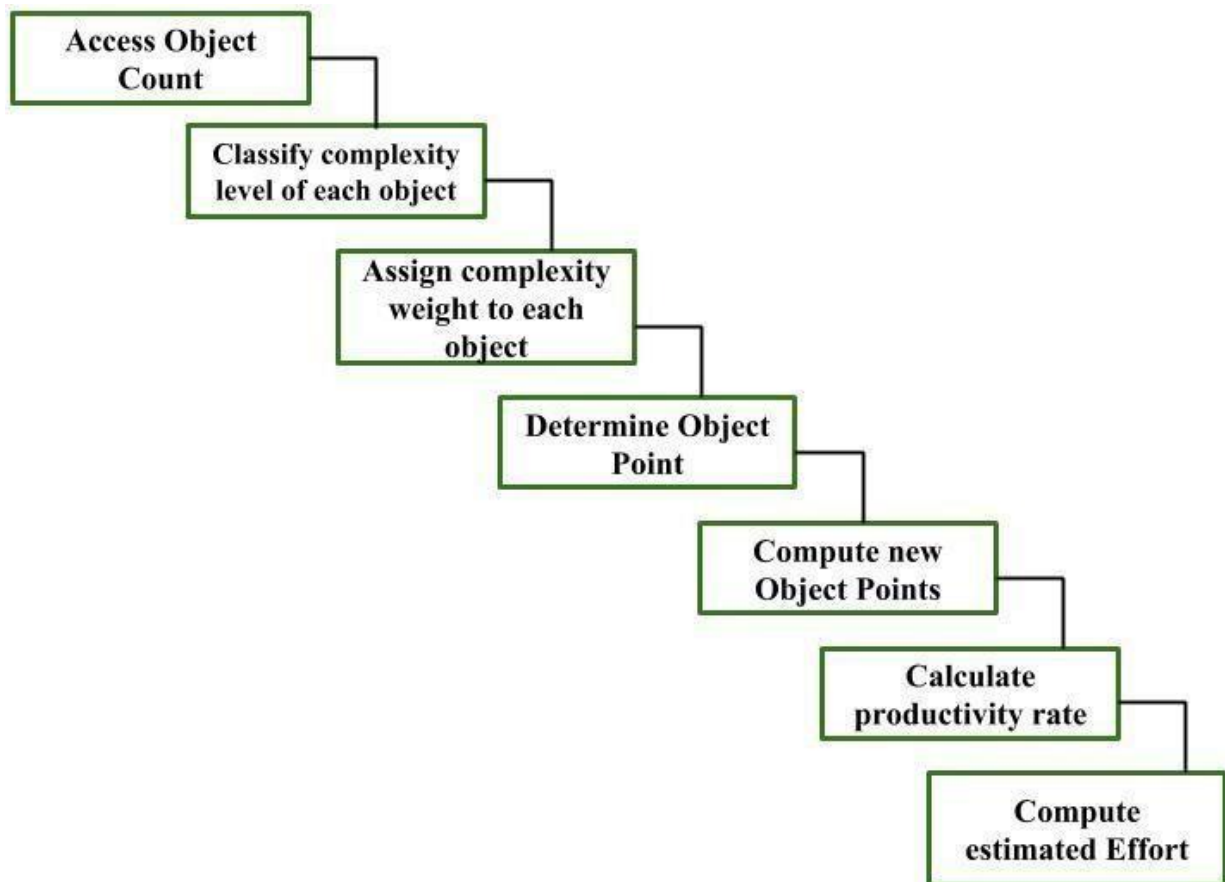 Access Object
Count
Classify complexity
level of each object
Assign complexity
weight to each
object
Determine Object
Point
Compute new
Object Points
Calculate
productivity rate
Compute
estimated Effort